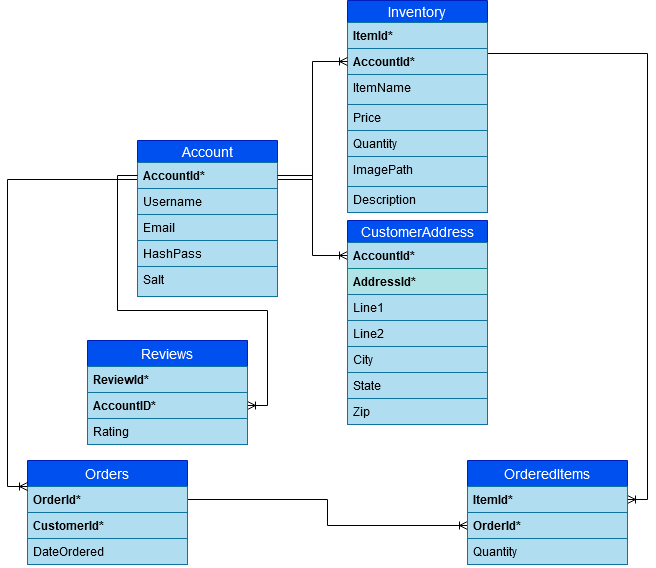 Inventory
ItemId*
AccountId*
ItemName
Price
Quantity
ImagePath
Description
Account
AccountId*
Username
Email
HashPass
Salt
CustomerAddress
AccountId*
AddressId*
Line1
Line2
City
State
Zip
Reviews
ReviewId*
AccountID*
Rating
Orders
OrderId*
CustomerId*
DateOrdered
OrderedItems
ItemId*
OrderId*
Quantity